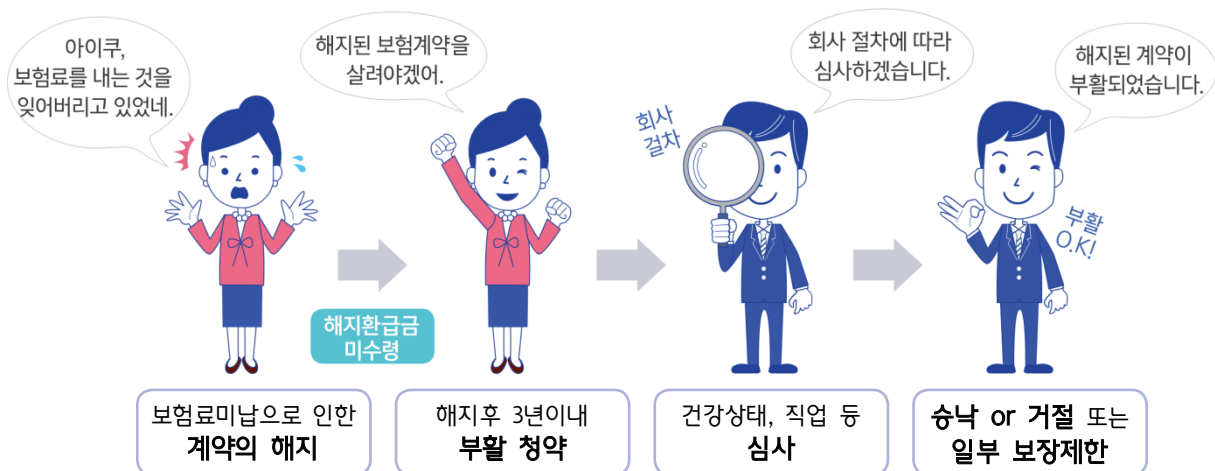 아이쿠,
보험료를 내는 것을
잊어버리고 있었네.
해지된 보험계약을
살려야겠어.
회사 절차에 따라
심사하겠습니다.
해지된 계약이
부활되었습니다.
회사
걸차
부활
O.K!
해지환급금
미수령
보험료미납으로 인한
계약의 해지
해지후 3년이내
부활 청약
건강상태, 직업 등
심사
승낙 or 거절 또는
일부 보장제한